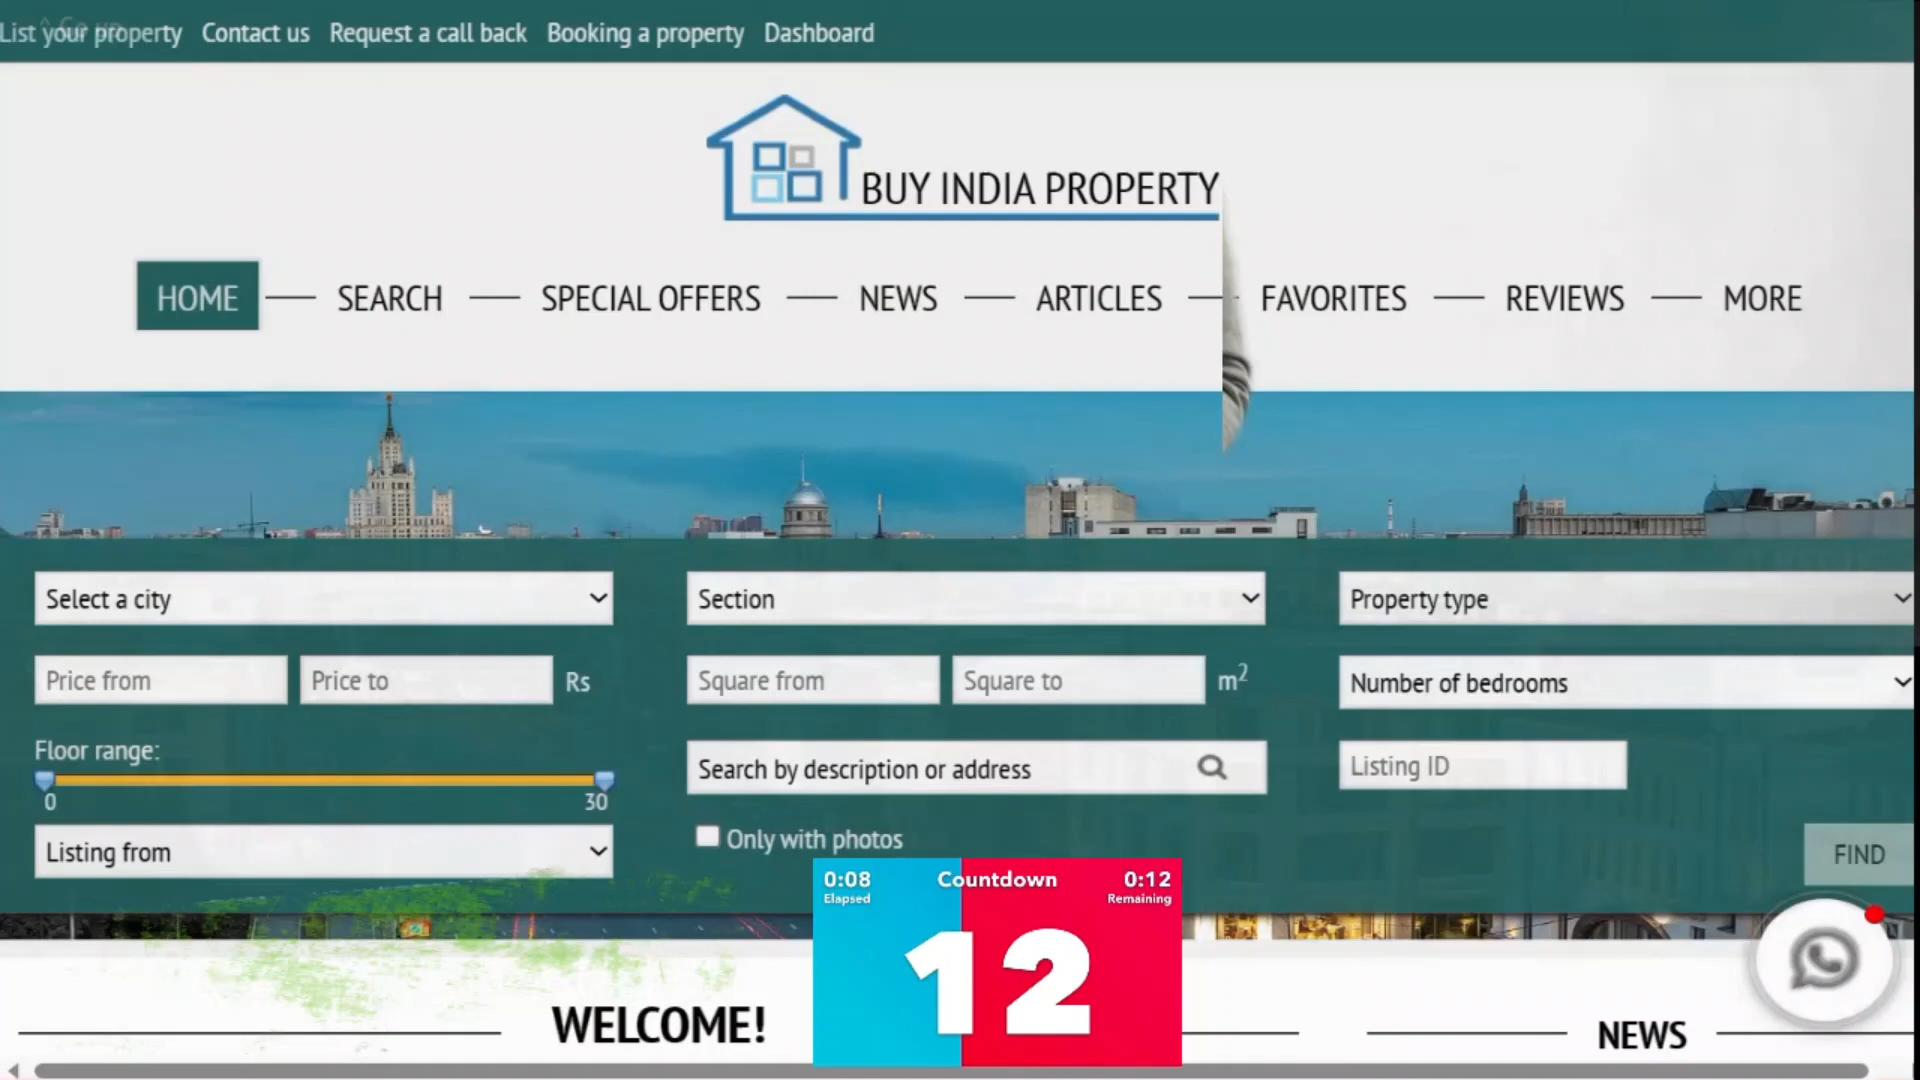 List your property Contact us Request a call back Booking a property Dashboard
BUY INDIA PROPERTY
HOME SEARCH SPECIAL OFFERS NEWS ARTICLES FAVORITES REVIEWS MORE
Select a city Section Property type
Price from Price to Rs Square from Square to m² Number of bedrooms
Floor range:
Search by description or address Listing ID
0 30
Listing from Only with photos FIND
0:08 Countdown 0:12
Elapsed Remaining
12
WELCOME! NEWS